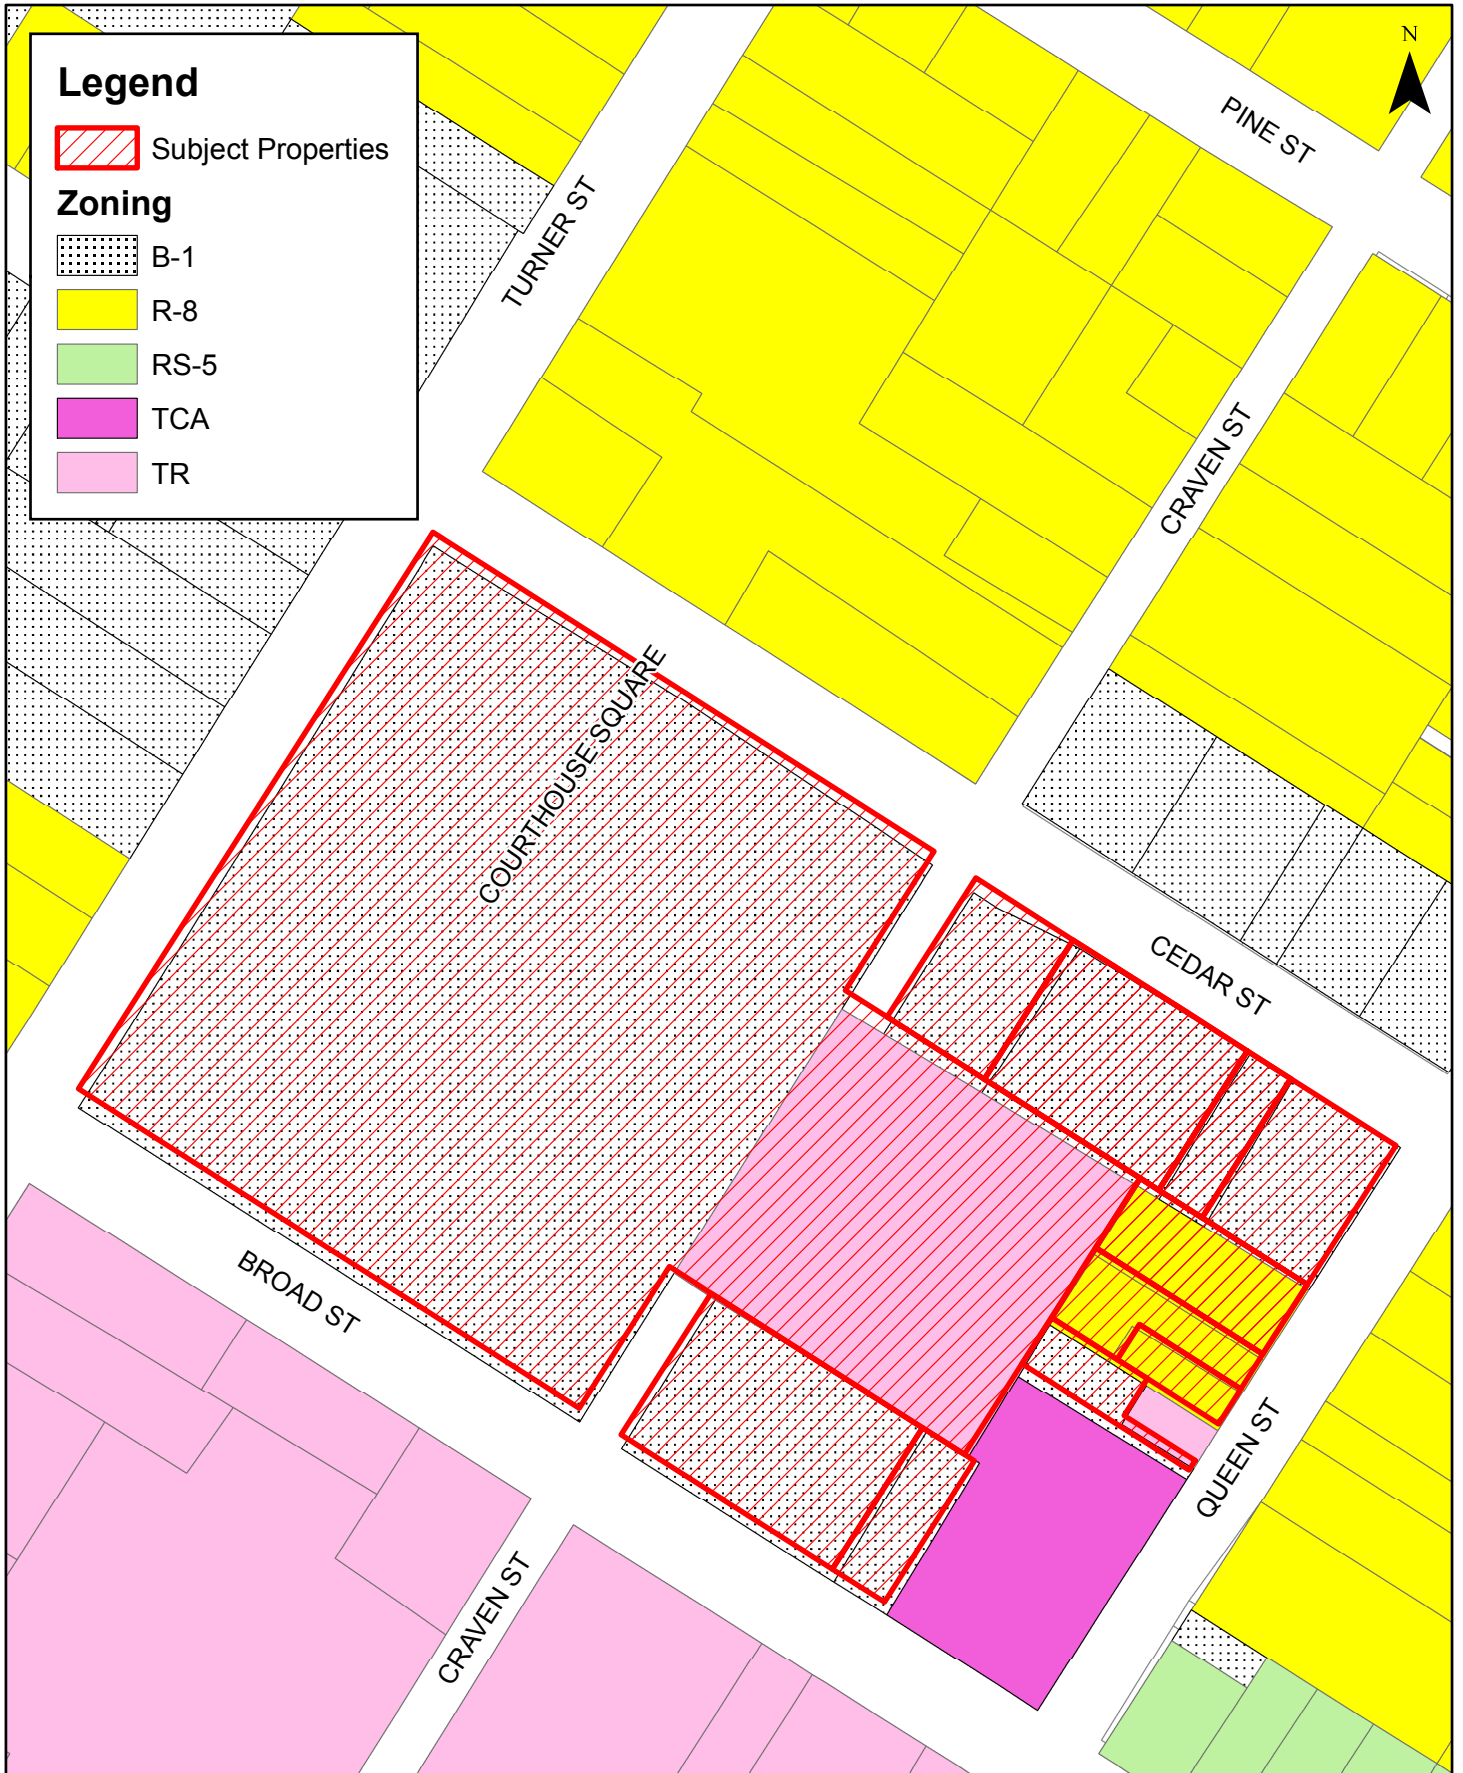 Legend
Subject Properties
Zoning
B-1
R-8
RS-5
TCA
TR
N
PINE ST
TURNER ST
CRAVEN ST
COURTHOUSE SQUARE
CEDAR ST
BROAD ST
QUEEN ST
CRAVEN ST